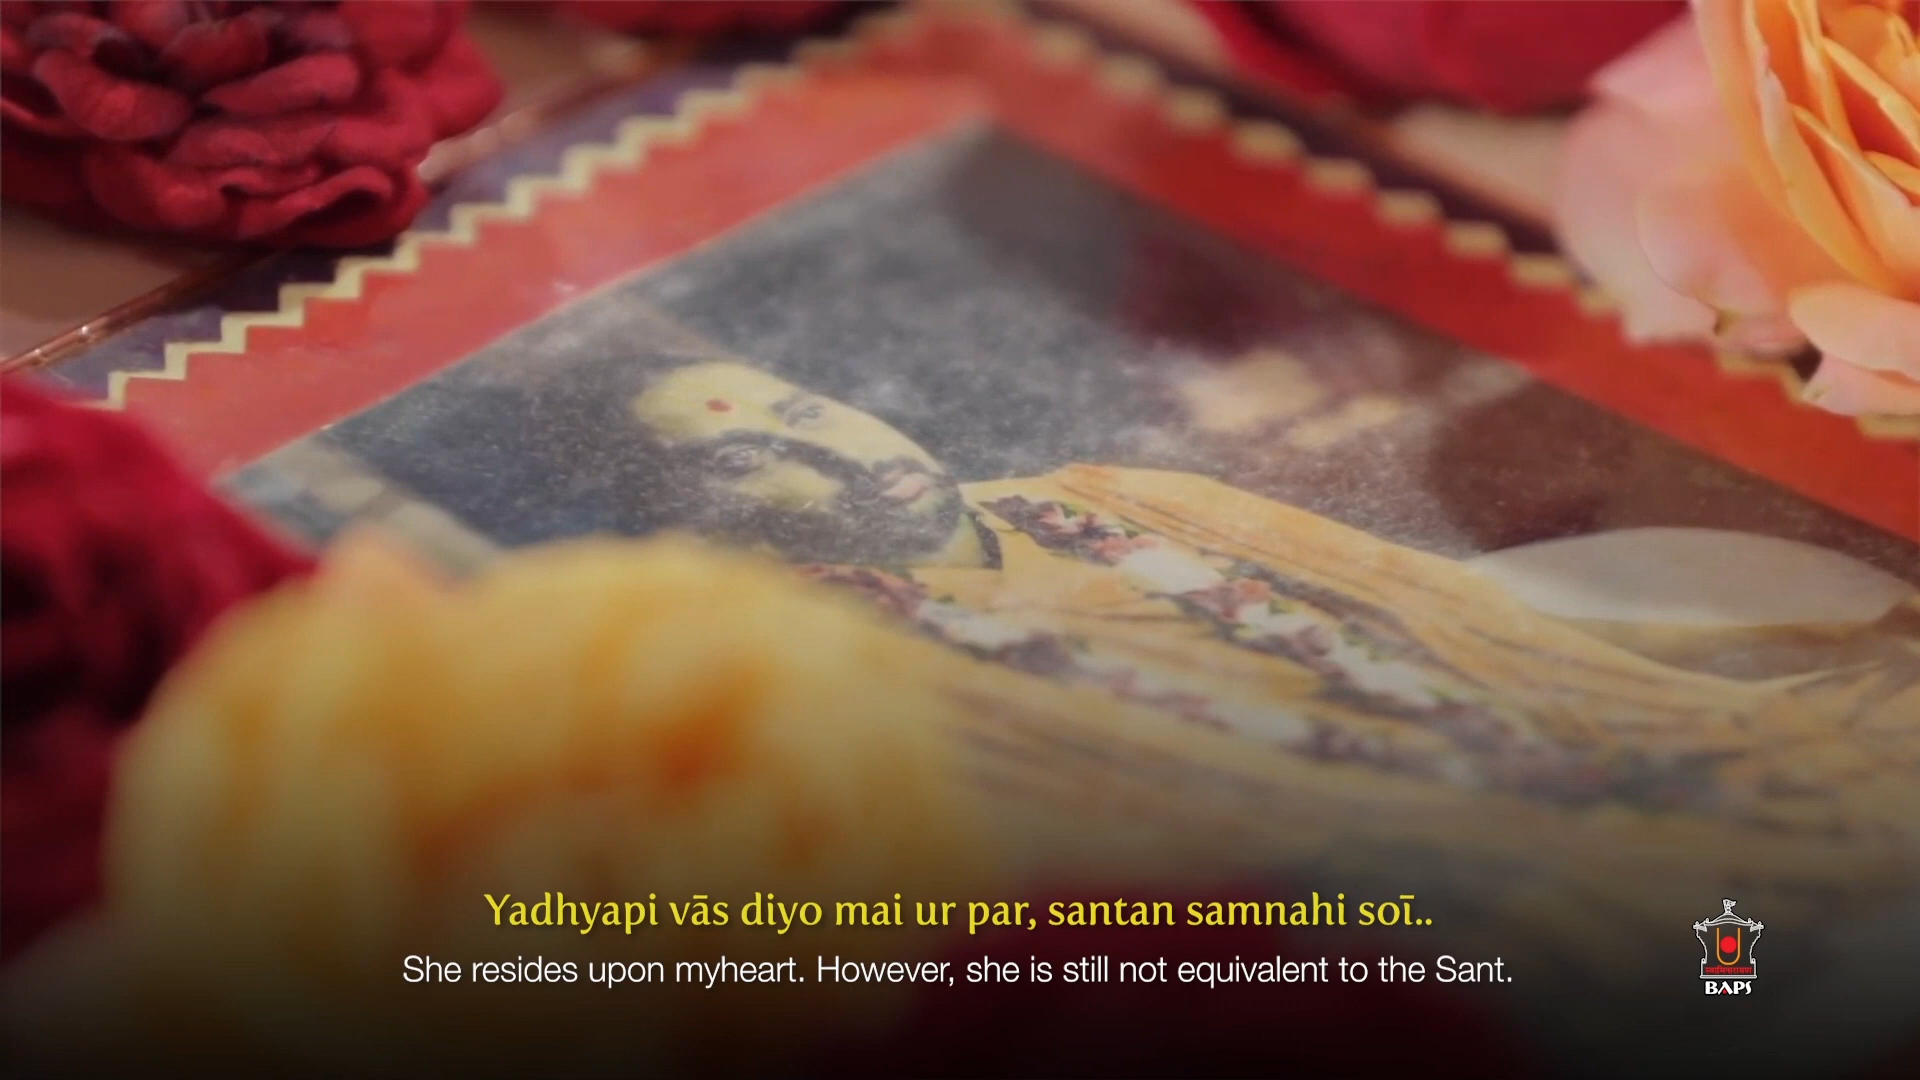 Yadhyapi vās diyo mai ur par, santan samnahi soī..
She resides upon myheart. However, she is still not equivalent to the Sant.
स्वामिनारायण
BAPS